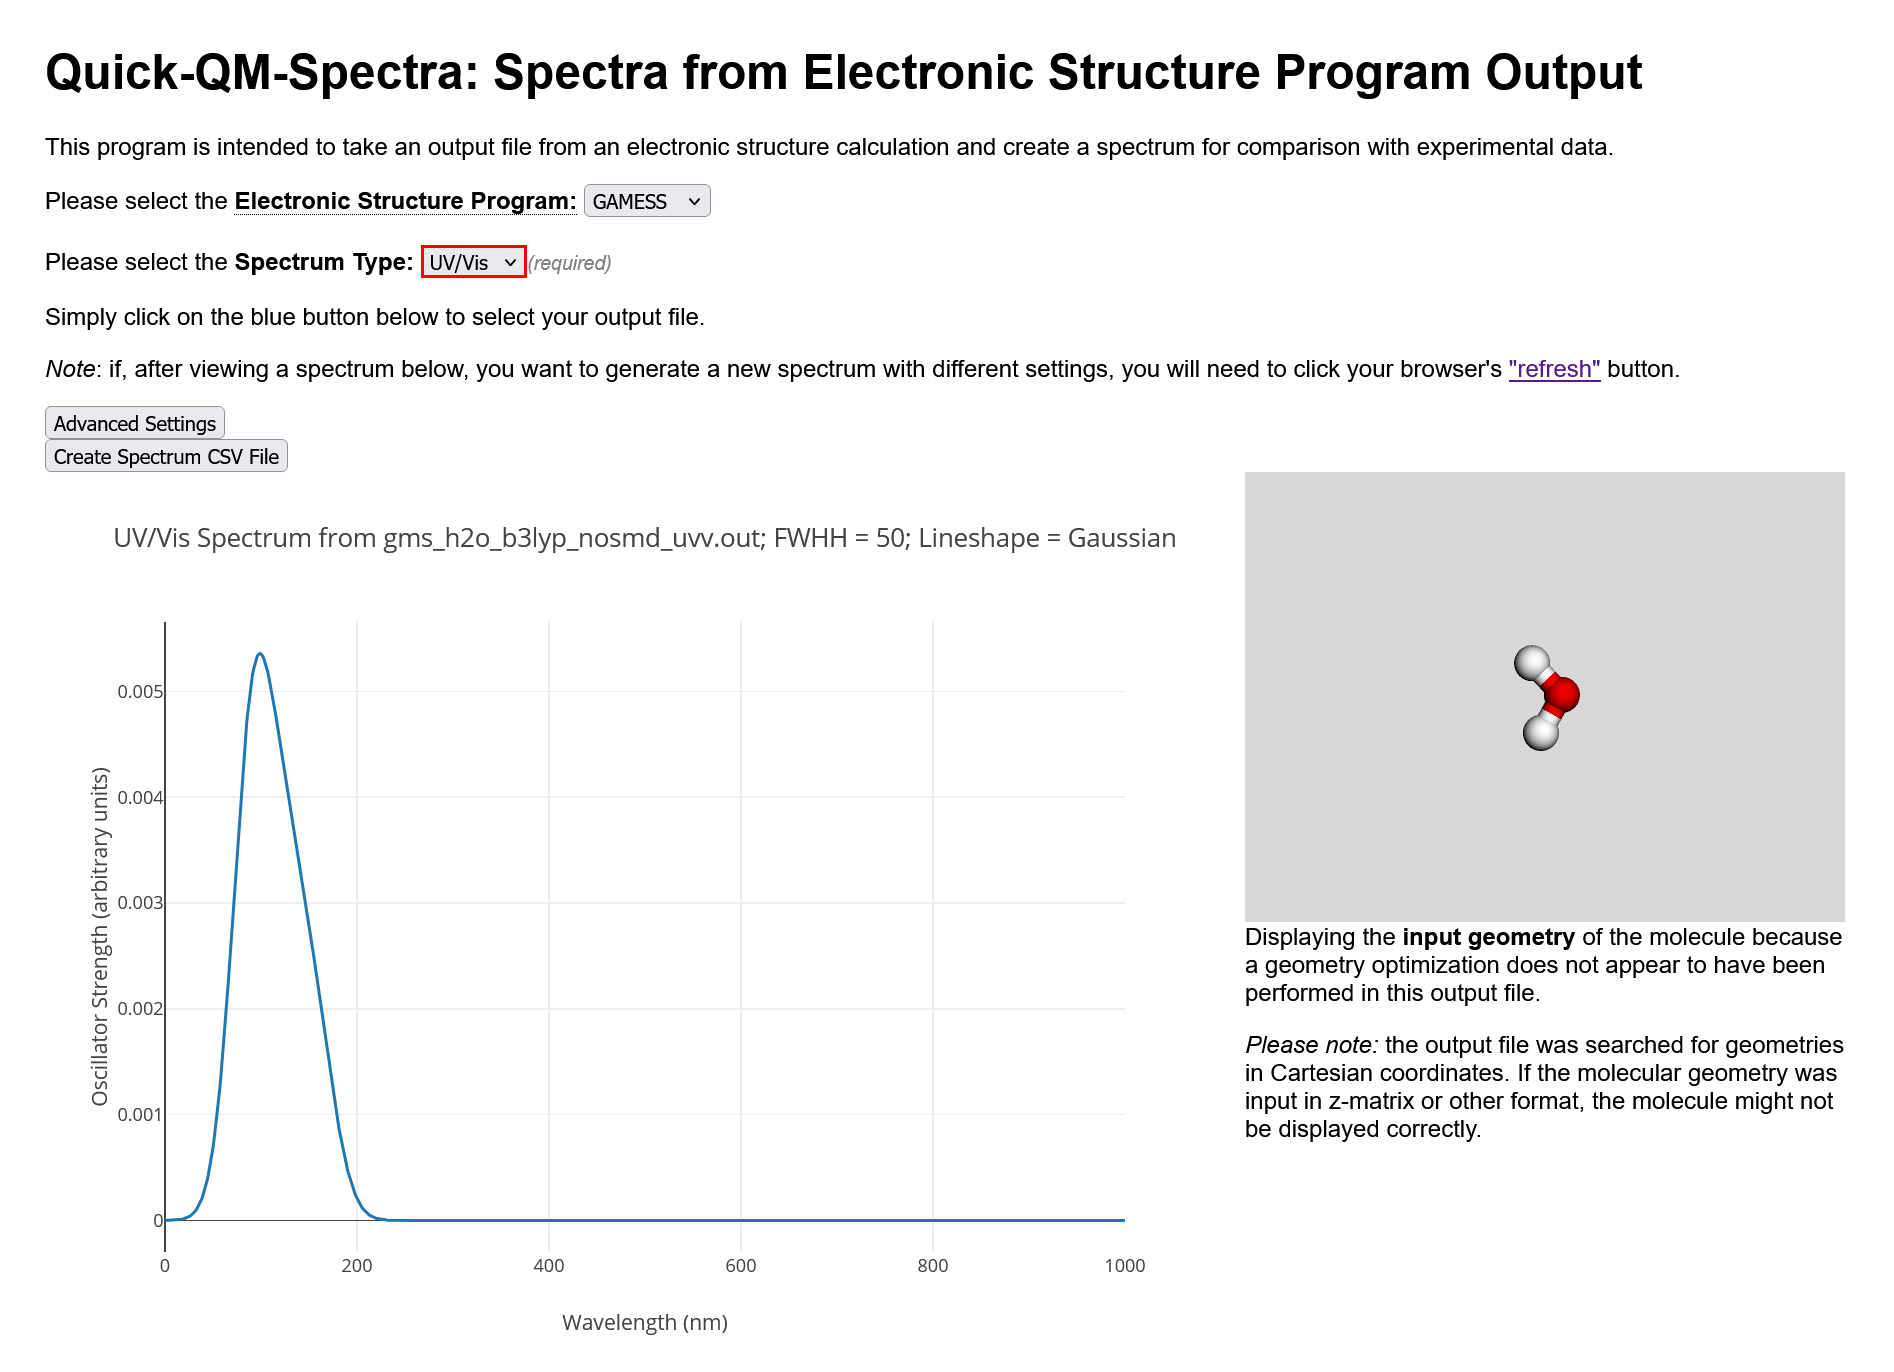 Quick-QM-Spectra: Spectra from Electronic Structure Program Output
This program is intended to take an output file from an electronic structure calculation and create a spectrum for comparison with experimental data.
Please select the Electronic Structure Program: GAMESS
Please select the Spectrum Type: UV/Vis (required)
Simply click on the blue button below to select your output file.
Note: if, after viewing a spectrum below, you want to generate a new spectrum with different settings, you will need to click your browser's "refresh" button.
Advanced Settings
Create Spectrum CSV File
UV/Vis Spectrum from gms_h2o_b3lyp_nosmd_uvv.out; FWHH = 50; Lineshape = Gaussian
Oscillator Strength (arbitrary units)
0.005
0.004
0.003
0.002
0.001
0
0 200 400 600 800 1000
Wavelength (nm)
Displaying the input geometry of the molecule because
a geometry optimization does not appear to have been
performed in this output file.
Please note: the output file was searched for geometries
in Cartesian coordinates. If the molecular geometry was
input in z-matrix or other format, the molecule might not
be displayed correctly.